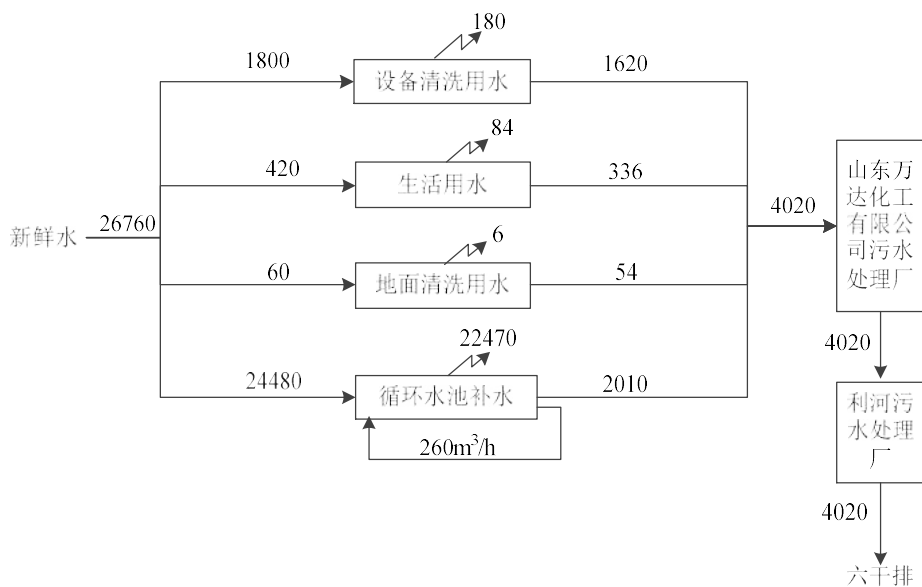 180
1800
设备清洗用水
1620
84
420
生活用水
336
新鲜水
26760
6
60
地面清洗用水
54
22470
24480
循环水池补水
2010
260m³/h
4020
山东万
达化工
有限公
司污水
处理厂
4020
利河污
水处理
厂
4020
六干排